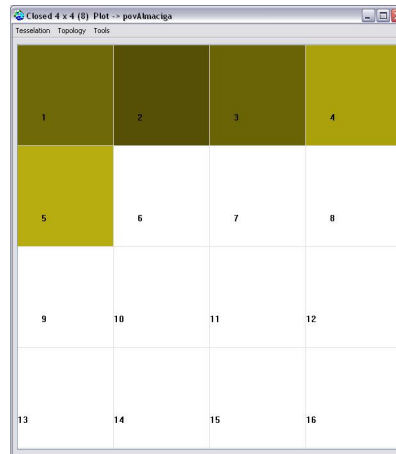 Closed 4 x 4 (8) Plot -> povAlmaciga
Tesselation Topology Tools
1 2 3 4
5 6 7 8
9 10 11 12
13 14 15 16